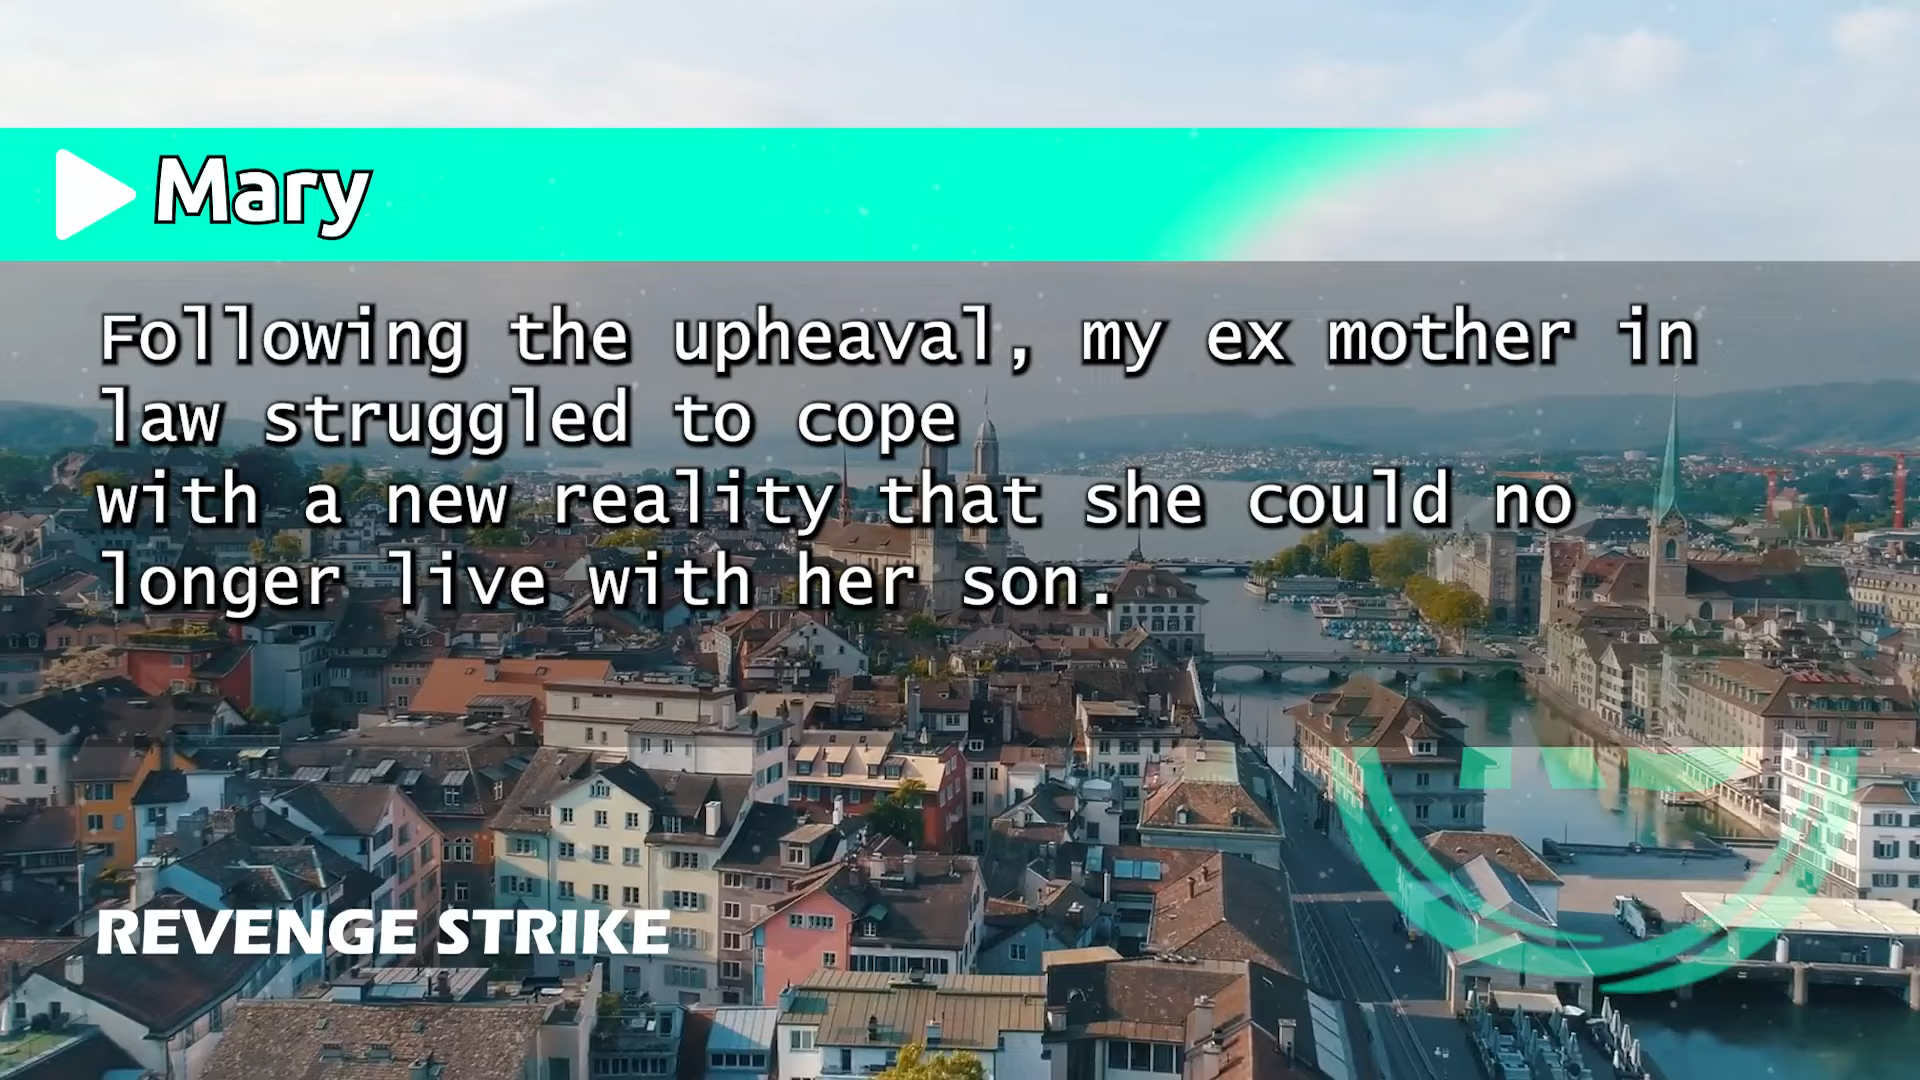 Mary
Following the upheaval, my ex mother in
law struggled to cope
with a new reality that she could no
longer live with her son.
REVENGE STRIKE